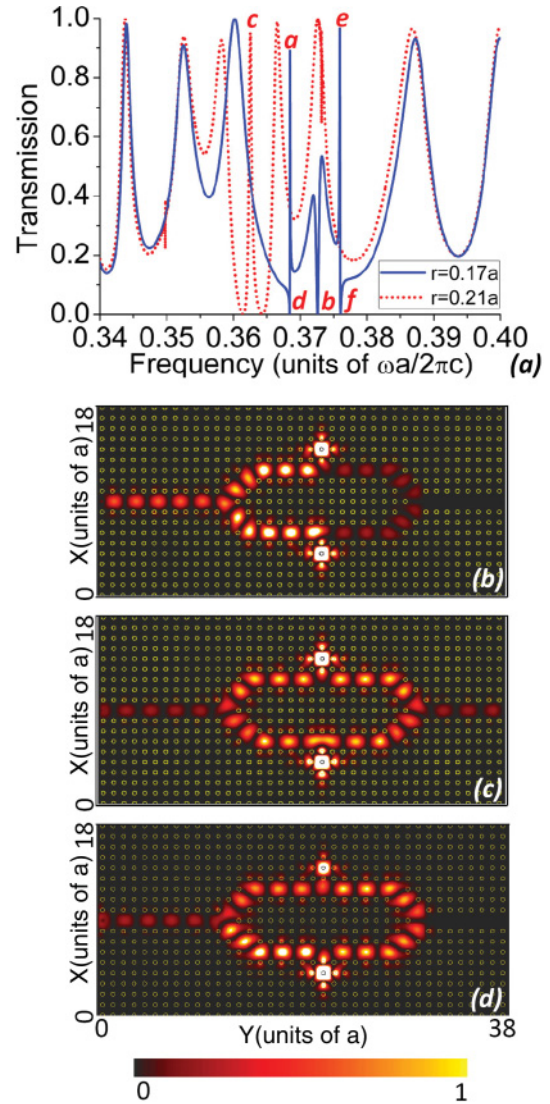 1.0
0.8
0.6
0.4
0.2
0.0
Transmission
c
a
e
d
b
f
r=0.17a
r=0.21a
0.34 0.35 0.36 0.37 0.38 0.39 0.40
Frequency (units of ωa/2πc)
(a)
X(units of a)
0
18
(b)
X(units of a)
0
18
(c)
X(units of a)
0
18
(d)
0
Y(units of a)
38
0
1